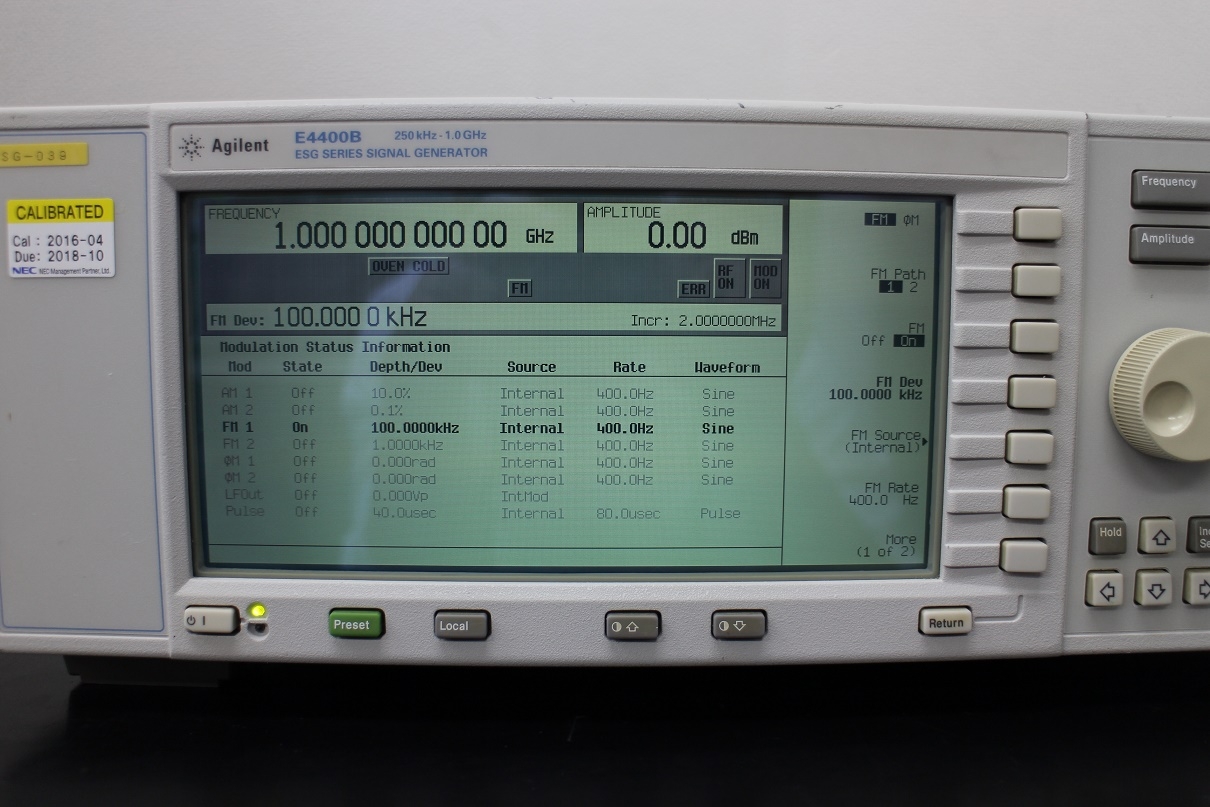 SG-039
CALIBRATED
Cal : 2016-04
Due: 2018-10
NEC NEC Management Partner, Ltd.
Agilent
E4400B 250 kHz - 1.0 GHz
ESG SERIES SIGNAL GENERATOR
FREQUENCY
1.000 000 000 00 GHz
AMPLITUDE
0.00 dBm
OVEN COLD
FM
ERR
RF ON
MOD ON
FM Dev: 100.000 0 kHz
Incr: 2.0000000MHz
Modulation Status Information
Mod State Depth/Dev Source Rate Waveform
AM 1 Off 10.0% Internal 400.0Hz Sine
AM 2 Off 0.1% Internal 400.0Hz Sine
FM 1 On 100.0000kHz Internal 400.0Hz Sine
FM 2 Off 1.0000kHz Internal 400.0Hz Sine
ΦM 1 Off 0.000rad Internal 400.0Hz Sine
ΦM 2 Off 0.000rad Internal 400.0Hz Sine
LFOut Off 0.000Vp IntMod
Pulse Off 40.0usec Internal 80.0usec Pulse
FM ΦM
FM Path
1 2
FM
Off On
FM Dev
100.0000 kHz
FM Source
(Internal)
FM Rate
400.0 Hz
More
(1 of 2)
Frequency
Amplitude
Hold
Preset
Local
Return